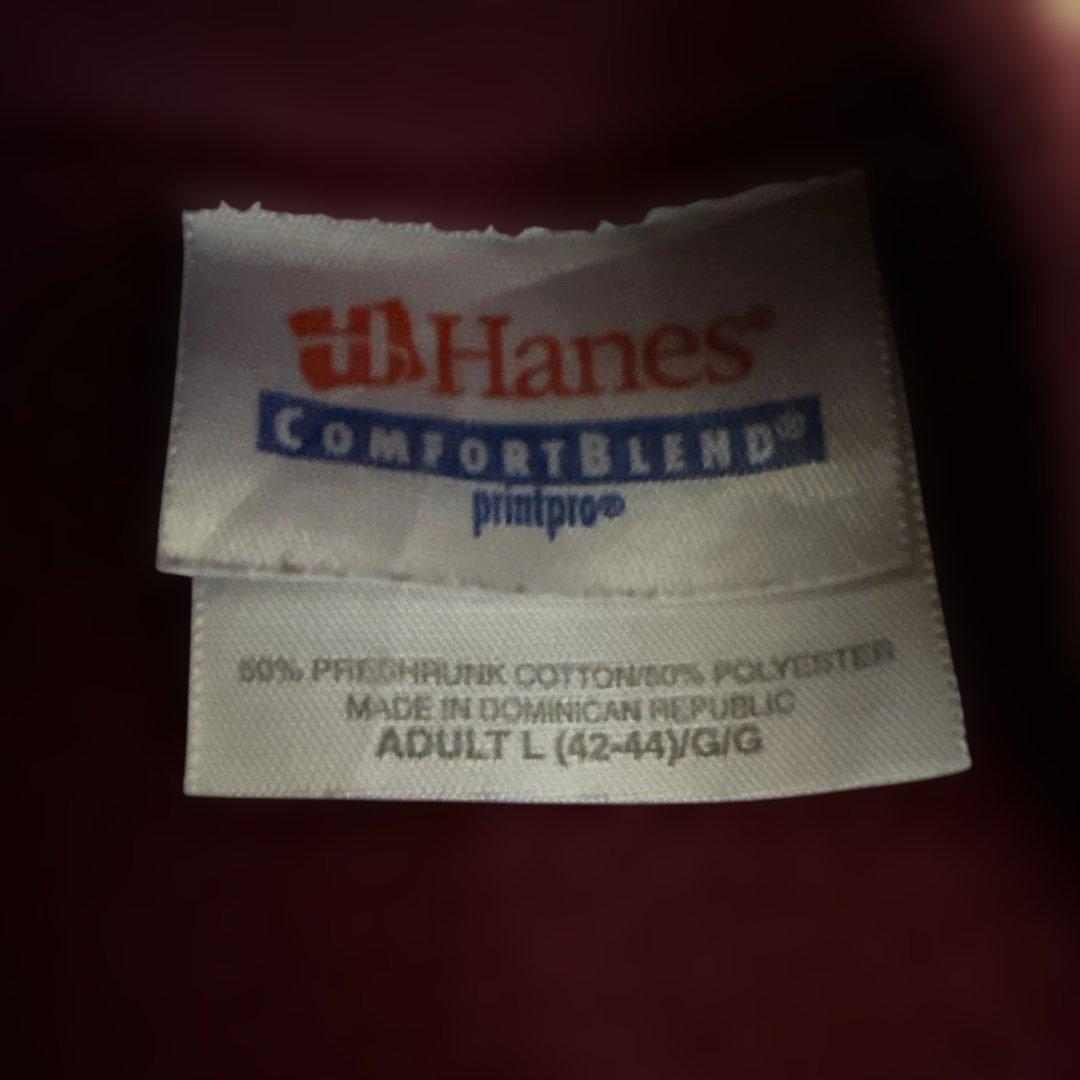 Hanes®
COMFORTBLEND®
printpro®
50% PRESHRUNK COTTON/50% POLYESTER
MADE IN DOMINICAN REPUBLIC
ADULT L (42-44)/G/G